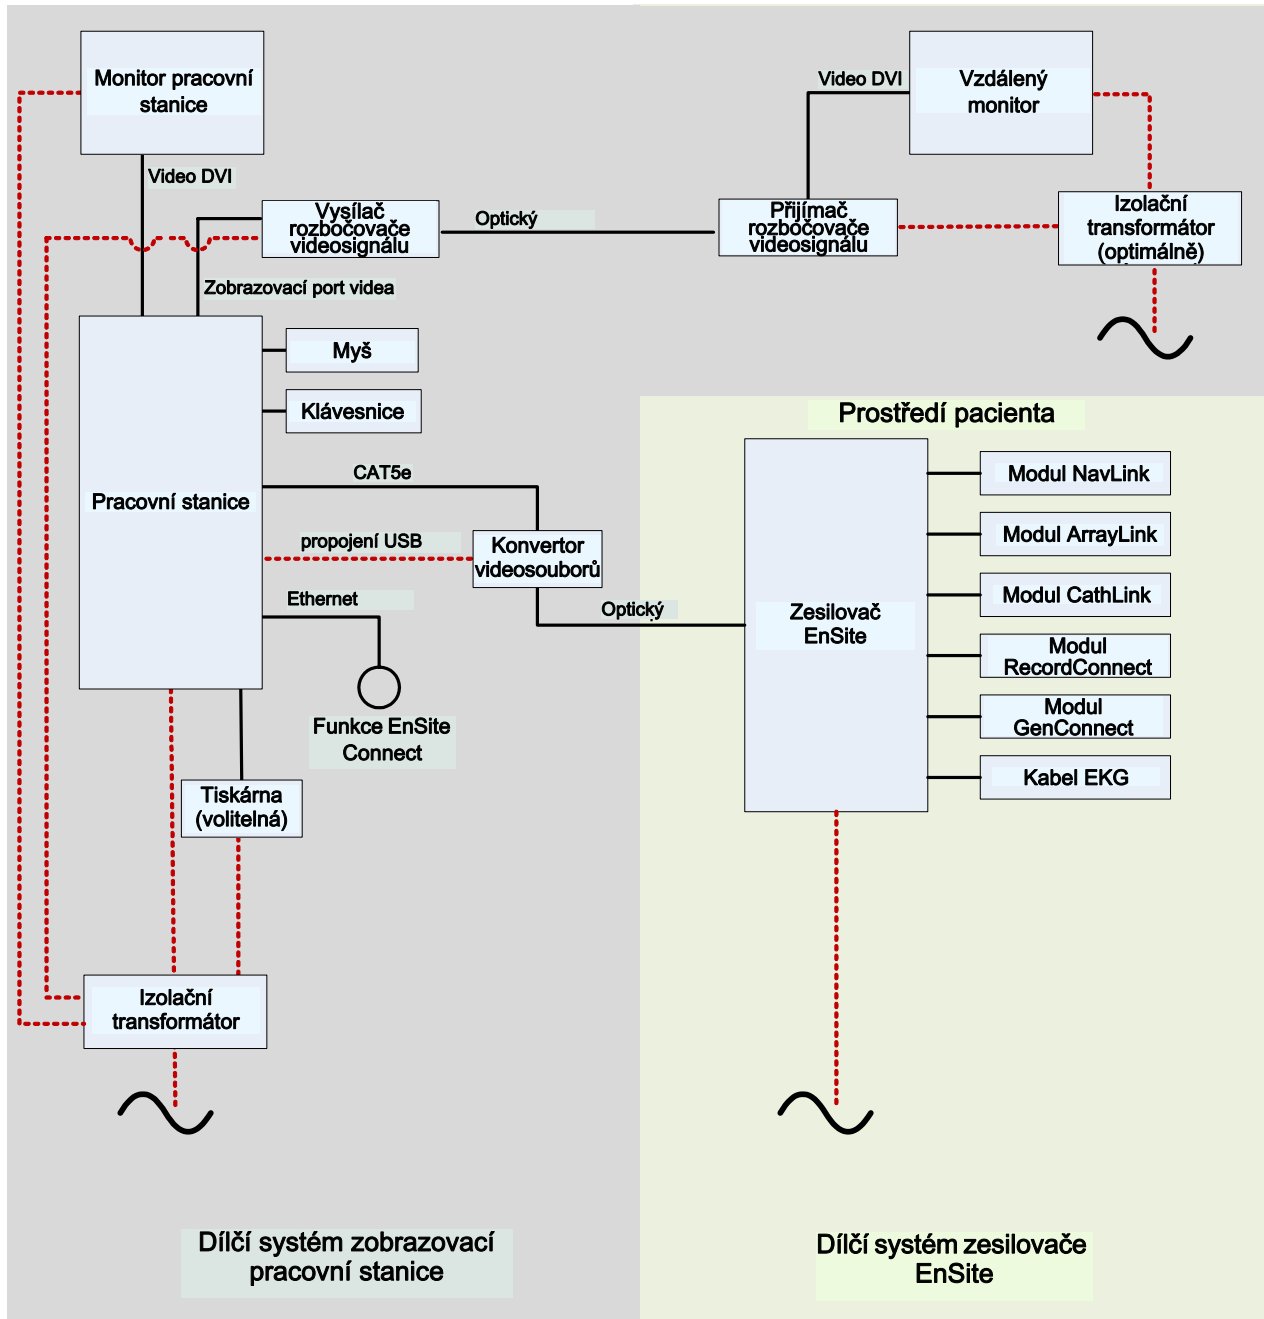 Monitor pracovní
stanice
Video DVI
Vzdálený
monitor
Video DVI
Vysílač
rozbočovače
videosignálu
Optický
Přijímač
rozbočovače
videosignálu
Izolační
transformátor
(optimálně)
Zobrazovací port videa
Myš
Klávesnice
Pracovní stanice
CAT5e
propojení USB
Konvertor
videosouborů
Ethernet
Optický
Funkce EnSite
Connect
Tiskárna
(volitelná)
Izolační
transformátor
Prostředí pacienta
Zesilovač
EnSite
Modul NavLink
Modul ArrayLink
Modul CathLink
Modul
RecordConnect
Modul
GenConnect
Kabel EKG
Dílčí systém zobrazovací
pracovní stanice
Dílčí systém zesilovače
EnSite